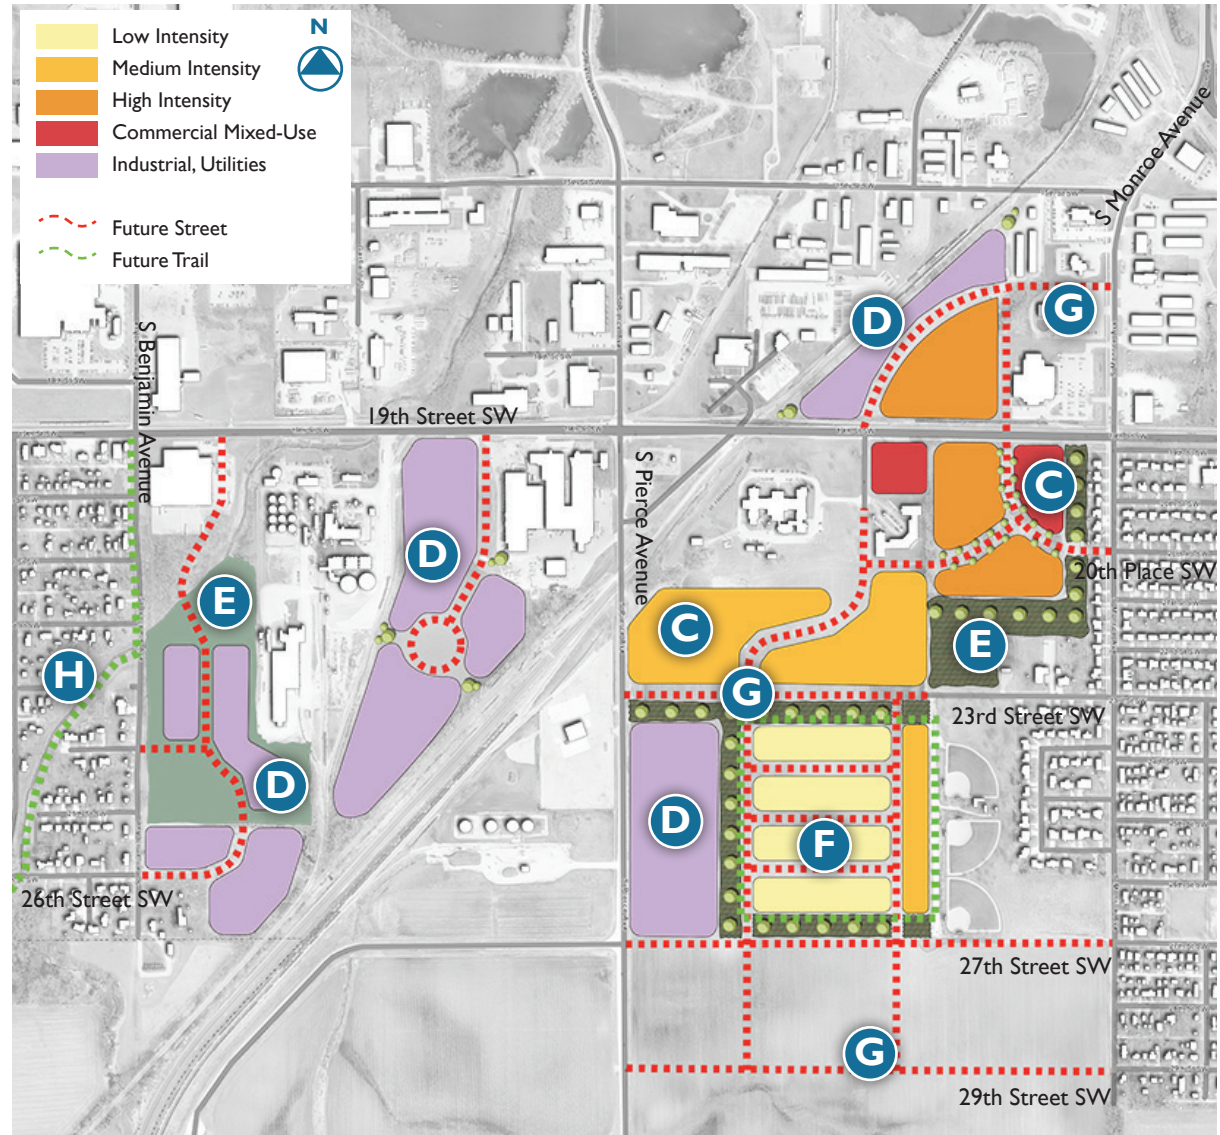 Low Intensity
N
Medium Intensity
High Intensity
Commercial Mixed-Use
Industrial, Utilities
Future Street
Future Trail
S Monroe Avenue
D
G
S Benjamin Avenue
19th Street SW
S Pierce Avenue
C
D
20th Place SW
E
C
E
H
G
23rd Street SW
D
D
F
26th Street SW
27th Street SW
G
29th Street SW